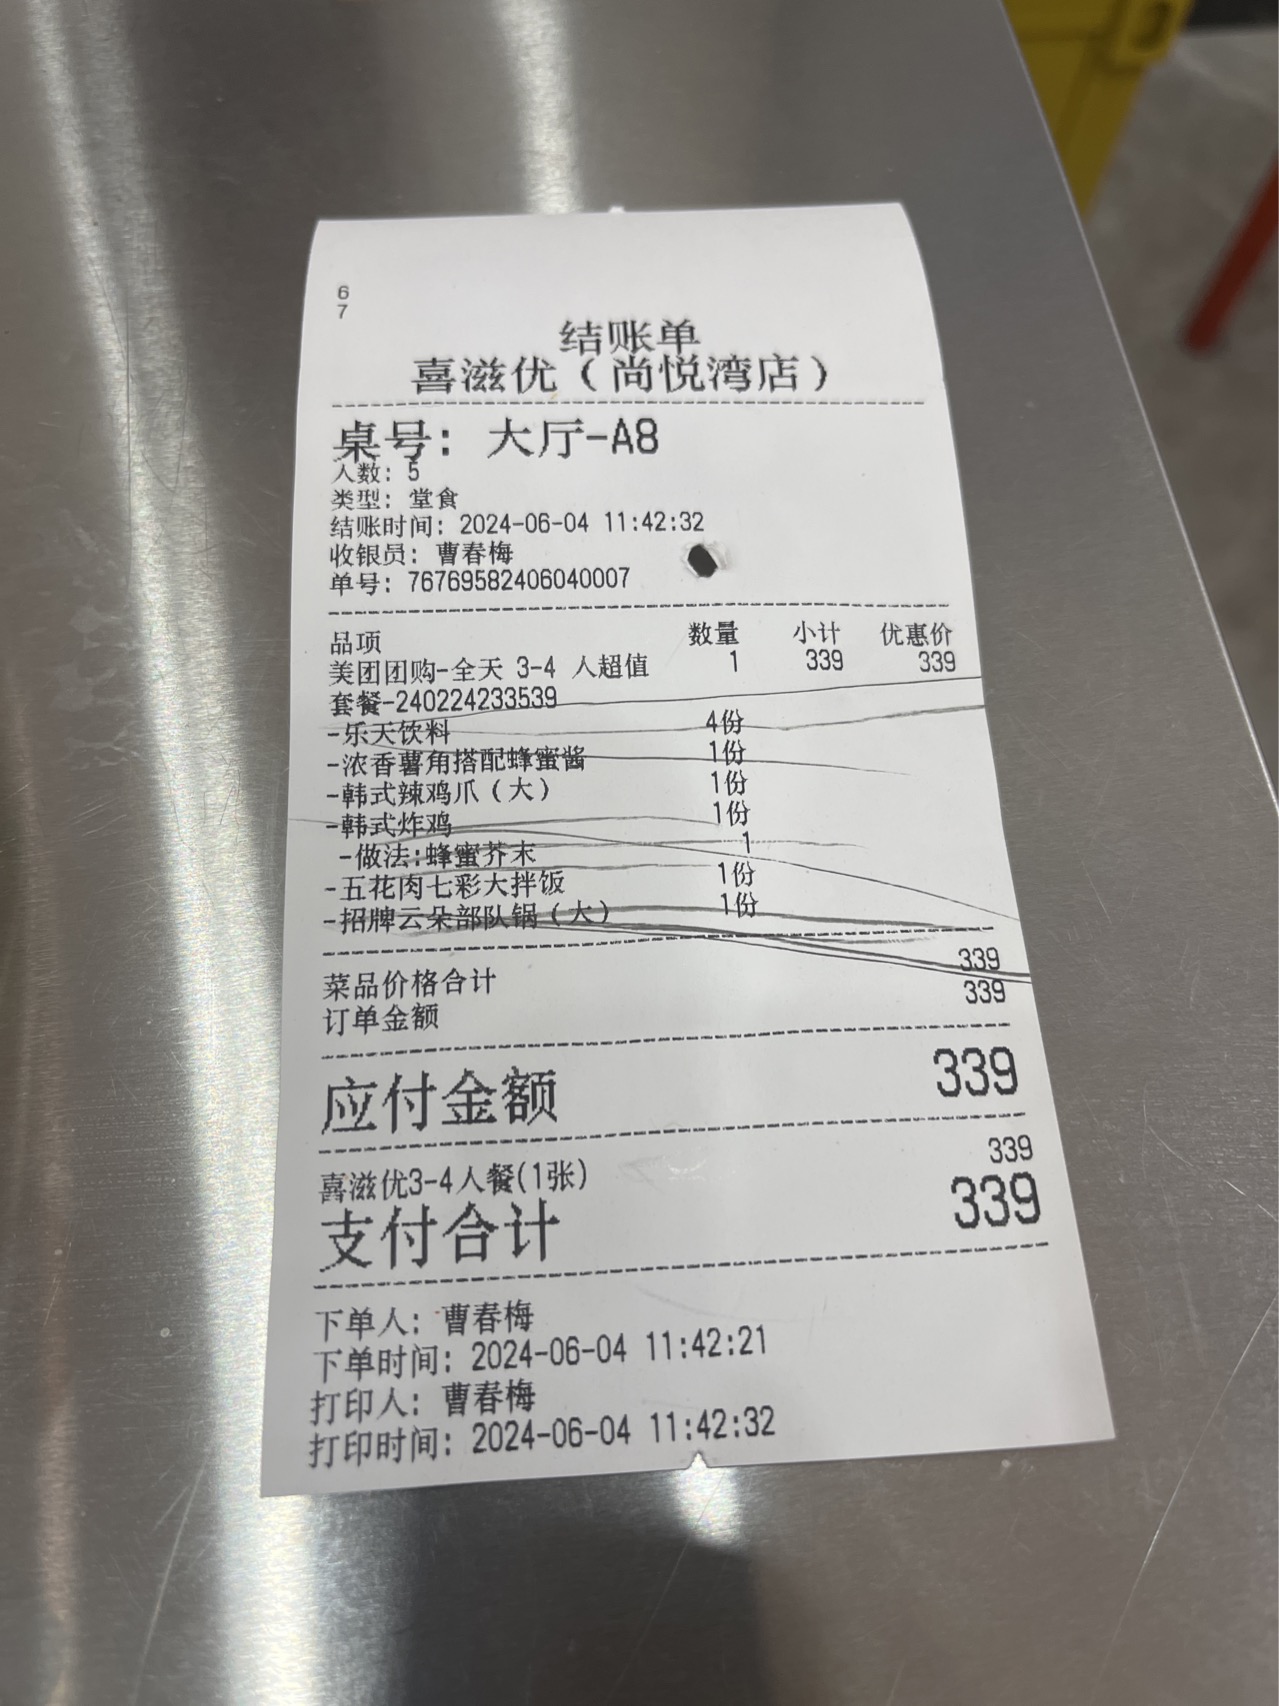 6
7
结账单
喜滋优（尚悦湾店）
桌号: 大厅-A8
人数: 5
类型: 堂食
结账时间: 2024-06-04 11:42:32
收银员: 曹春梅
单号: 76769582406040007
品项 数量 小计 优惠价
美团团购-全天 3-4 人超值 1 339 339
套餐-240224233539
-乐天饮料 4份
-浓香薯角搭配蜂蜜酱 1份
-韩式辣鸡爪（大） 1份
-韩式炸鸡 1份
-做法:蜂蜜芥末 1
-五花肉七彩大拌饭 1份
-招牌云朵部队锅（大） 1份
菜品价格合计 339
订单金额 339
应付金额 339
喜滋优3-4人餐(1张) 339
支付合计 339
下单人: 曹春梅
下单时间: 2024-06-04 11:42:21
打印人: 曹春梅
打印时间: 2024-06-04 11:42:32